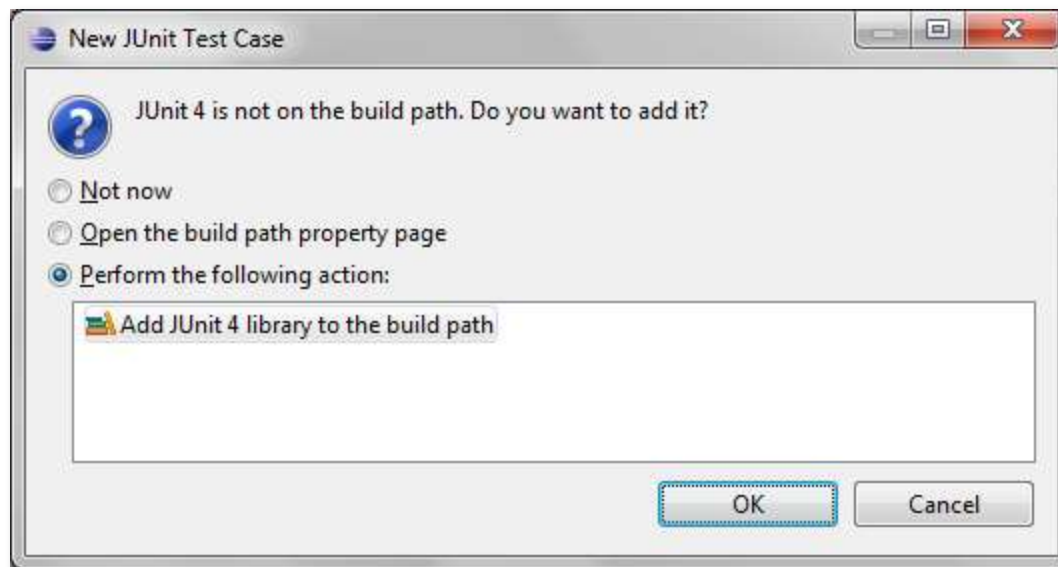 New JUnit Test Case
JUnit 4 is not on the build path. Do you want to add it?
Not now
Open the build path property page
Perform the following action:
Add JUnit 4 library to the build path
OK
Cancel